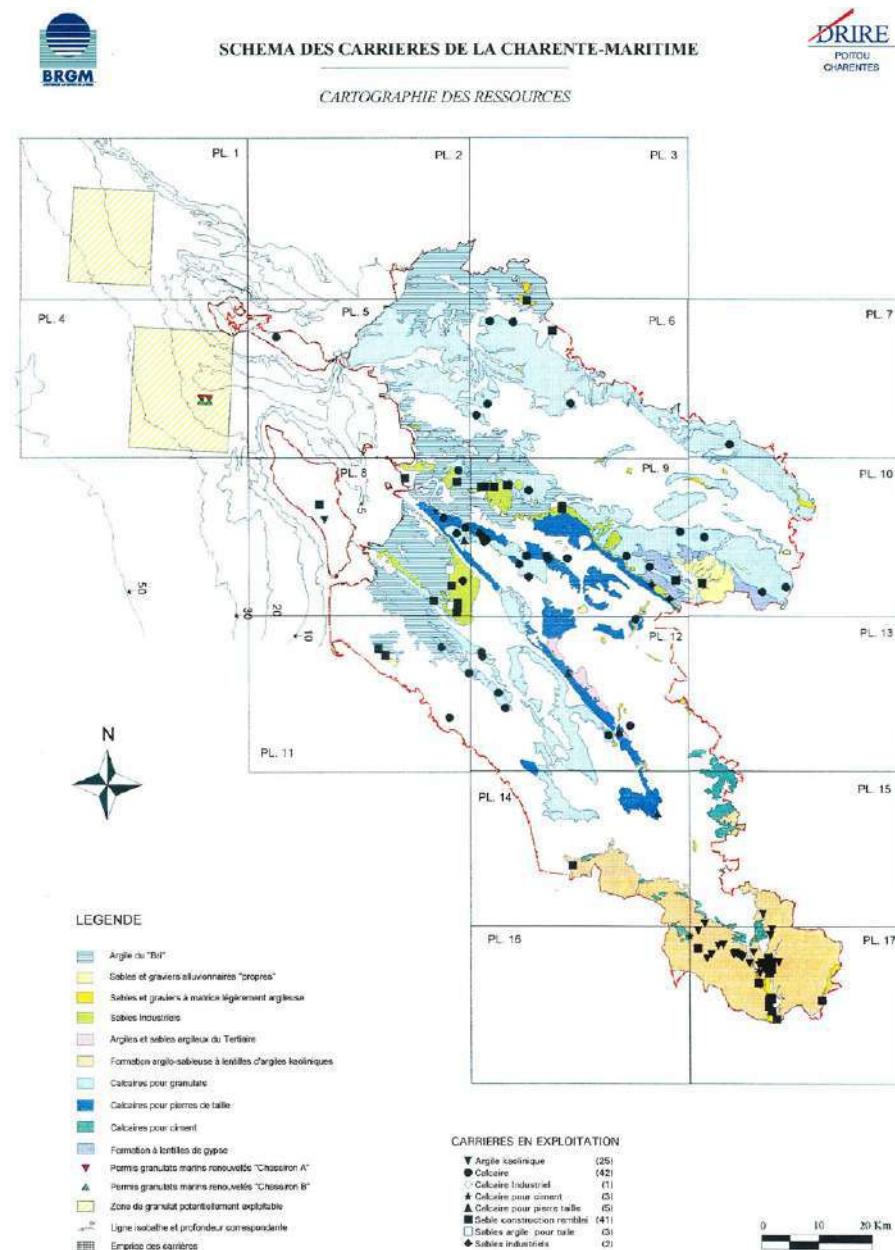 BRGM
SCHEMA DES CARRIERES DE LA CHARENTE-MARITIME
CARTOGRAPHIE DES RESSOURCES
DRIRE
POITOU
CHARENTES
PL. 1
PL. 2
PL. 3
PL. 4
PL. 5
PL. 6
PL. 7
PL. 8
PL. 9
PL. 10
5
50
30
20
10
PL. 12
PL. 13
N
PL. 11
PL. 14
PL. 15
PL. 16
PL. 17
LEGENDE
Argile du "Bri"
Sables et graviers alluvionnaires "propres"
Sables et graviers à matrice légèrement argileuse
Sables Industriels
Argiles et sables argileux du Tertiaire
Formation argilo-sableuse à lentilles d'argiles kaoliniques
Calcaires pour granulats
Calcaires pour pierres de taille
Calcaires pour ciment
Formation à lentilles de gypse
Permis granulats marins renouvelés "Chassiron A"
Permis granulats marins renouvelés "Chassiron B"
Zone de granulat potentiellement exploitable
Ligne isobathe et profondeur correspondante
Emprise des carrières
CARRIERES EN EXPLOITATION
Argile kaolinique (25)
Calcaire (42)
Calcaire Industriel (1)
Calcaire pour ciment (3)
Calcaire pour pierre taille (5)
Sable construction remblai (41)
Sables argile pour tuile (3)
Sables industriels (2)
0 10 20 Km